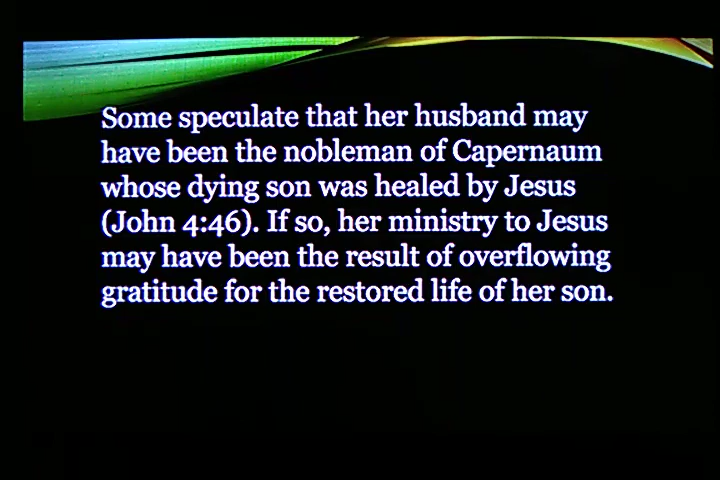 Some speculate that her husband may
have been the nobleman of Capernaum
whose dying son was healed by Jesus
(John 4:46). If so, her ministry to Jesus
may have been the result of overflowing
gratitude for the restored life of her son.